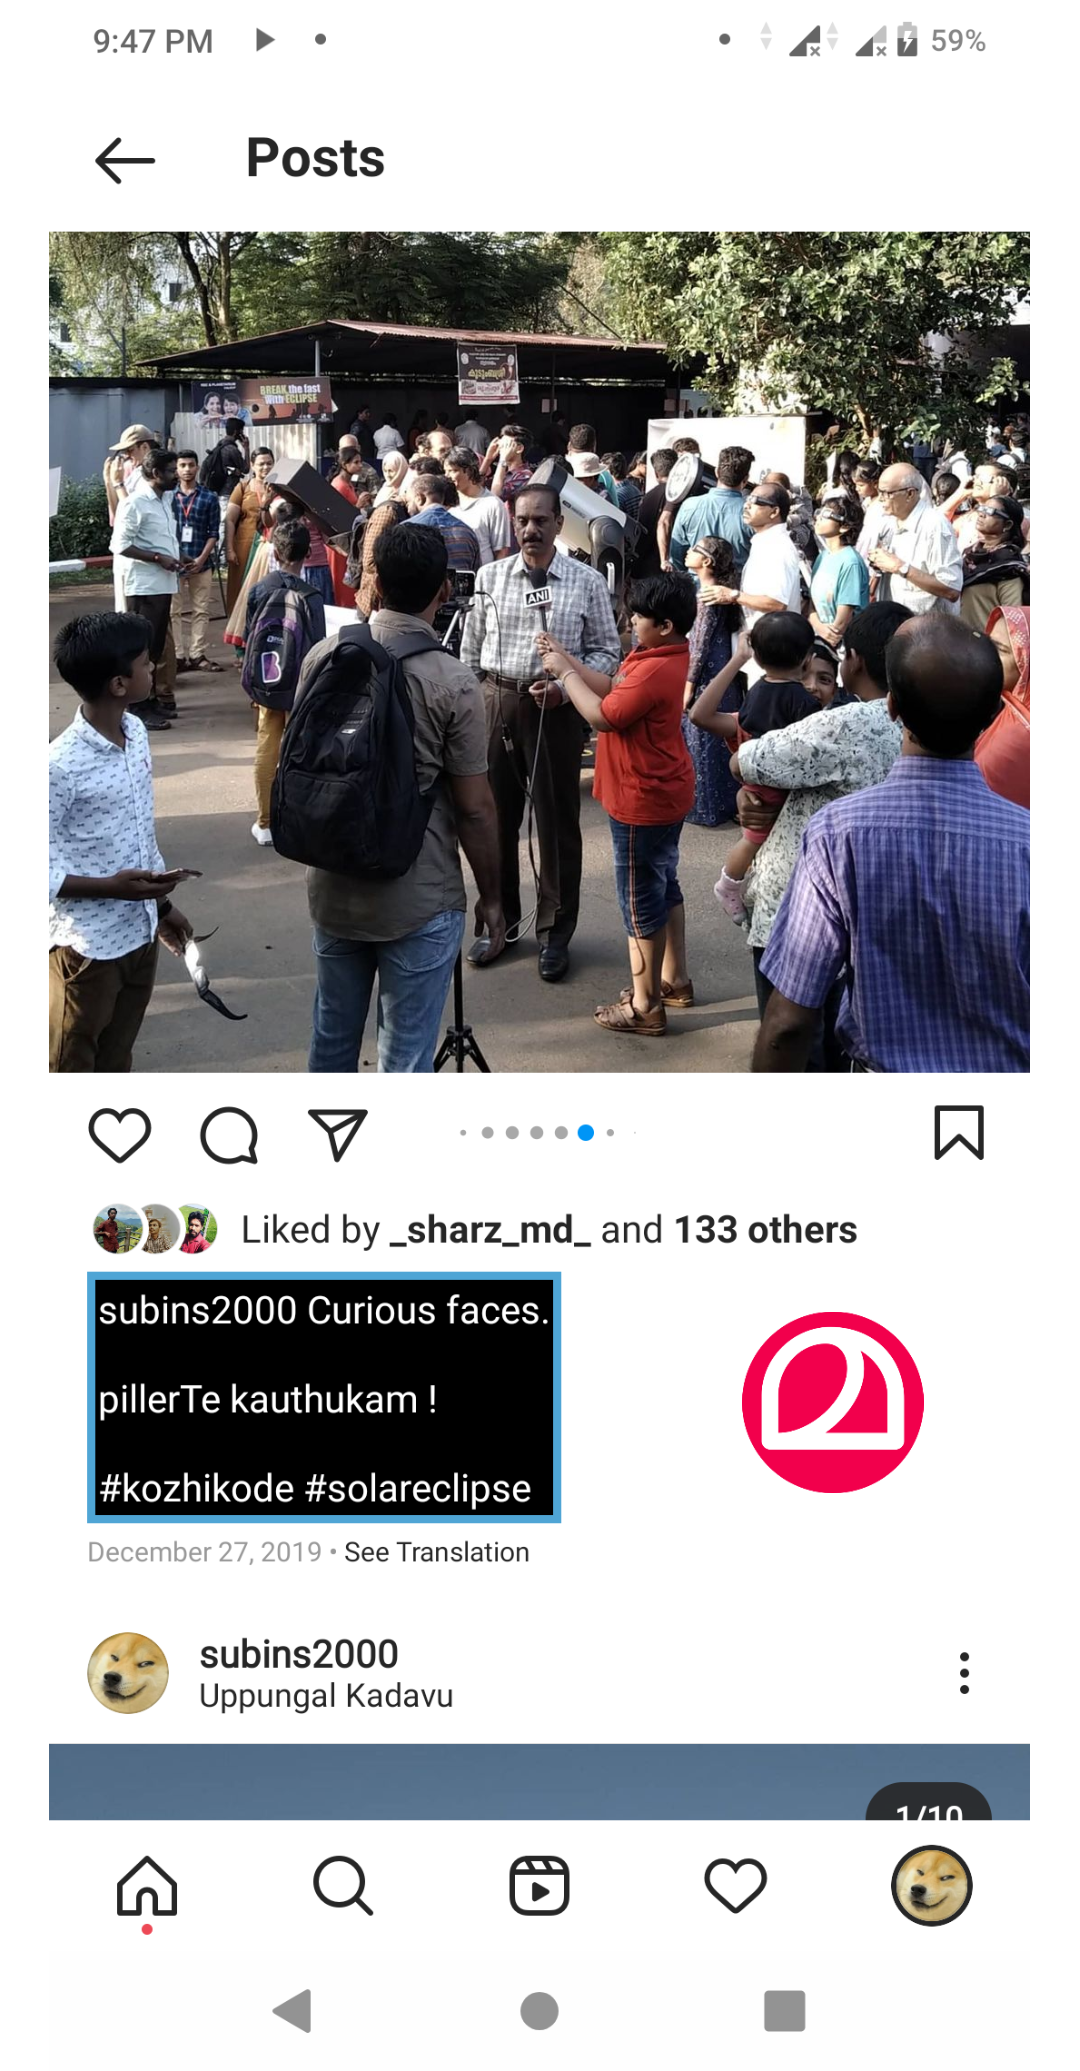 9:47 PM
59%
Posts
BREAK the fast
With ECLIPSE
കുടുംബശ്രീ
ANI
Liked by _sharz_md_ and 133 others
subins2000 Curious faces.
pillerTe kauthukam !
#kozhikode #solareclipse
December 27, 2019 • See Translation
subins2000
Uppungal Kadavu
1/10